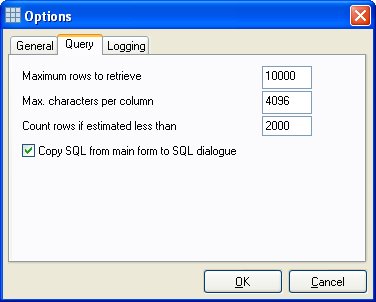 Options
General Query Logging
Maximum rows to retrieve 10000
Max. characters per column 4096
Count rows if estimated less than 2000
Copy SQL from main form to SQL dialogue
OK Cancel